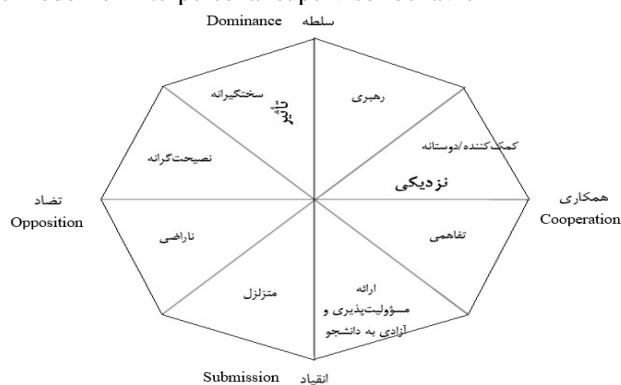 Dominance سلطه
سختگیرانه
تأثیر
رهبری
نصیحت‌گرانه
کمک‌کننده/دوستانه
نزدیکی
تضاد
Opposition
همکاری
Cooperation
ناراضی
تفاهمی
متزلزل
ارائه
مسؤولیت‌پذیری و
آزادی به دانشجو
Submission انقیاد